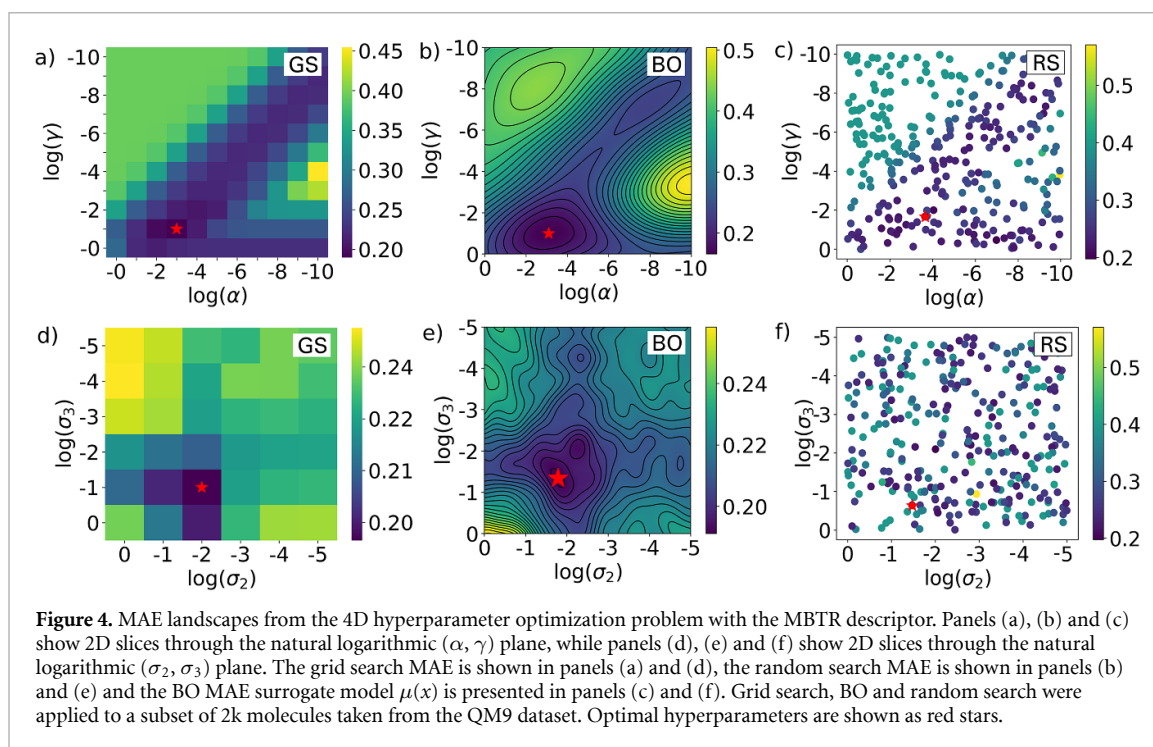 a)
GS
-10
-8
-6
-4
-2
-0
log(γ)
-0 -2 -4 -6 -8 -10
log(α)
0.45
0.40
0.35
0.30
0.25
0.20
b)
BO
-10
-8
-6
-4
-2
0
log(γ)
0 -2 -4 -6 -8 -10
log(α)
0.5
0.4
0.3
0.2
c)
RS
-10
-8
-6
-4
-2
0
log(γ)
0 -2 -4 -6 -8 -10
log(α)
0.5
0.4
0.3
0.2
d)
GS
-5
-4
-3
-2
-1
0
log(σ₃)
0 -1 -2 -3 -4 -5
log(σ₂)
0.24
0.22
0.21
0.20
e)
BO
-5
-4
-3
-2
-1
0
log(σ₃)
0 -1 -2 -3 -4 -5
log(σ₂)
0.24
0.22
0.20
f)
RS
-5
-4
-3
-2
-1
0
log(σ₃)
0 -1 -2 -3 -4 -5
log(σ₂)
0.5
0.4
0.3
0.2
Figure 4. MAE landscapes from the 4D hyperparameter optimization problem with the MBTR descriptor. Panels (a), (b) and (c)
show 2D slices through the natural logarithmic (α, γ) plane, while panels (d), (e) and (f) show 2D slices through the natural
logarithmic (σ₂, σ₃) plane. The grid search MAE is shown in panels (a) and (d), the random search MAE is shown in panels (b)
and (e) and the BO MAE surrogate model μ(x) is presented in panels (c) and (f). Grid search, BO and random search were
applied to a subset of 2k molecules taken from the QM9 dataset. Optimal hyperparameters are shown as red stars.